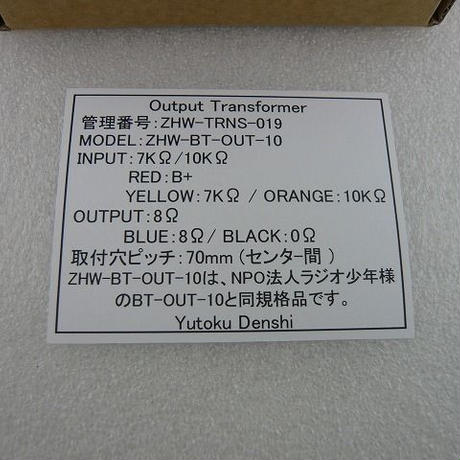 Output Transformer
管理番号:ZHW-TRNS-019
MODEL:ZHW-BT-OUT-10
INPUT:7KΩ/10KΩ
RED:B+
YELLOW:7KΩ / ORANGE:10KΩ
OUTPUT:8Ω
BLUE:8Ω/ BLACK:0Ω
取付穴ピッチ:70mm(センター間)
ZHW-BT-OUT-10は、NPO法人ラジオ少年様
のBT-OUT-10と同規格品です。
Yutoku Denshi